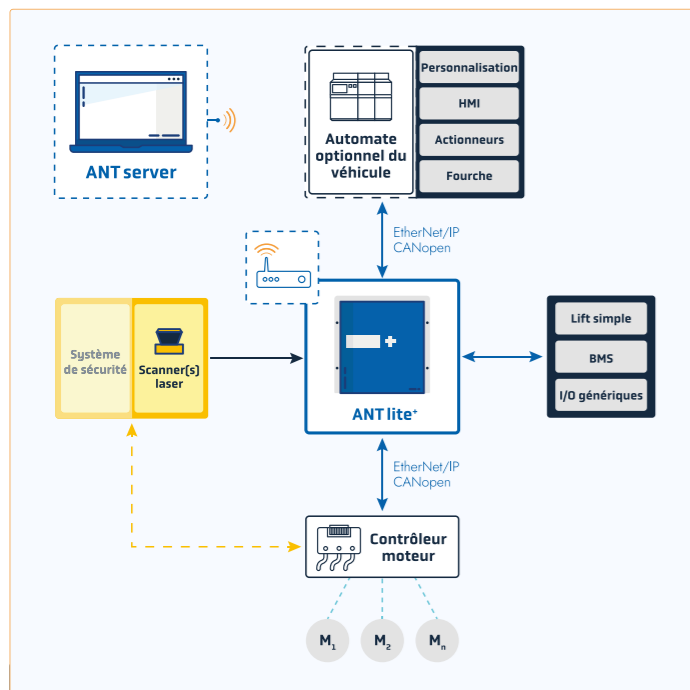 ANT server
Automate
optionnel du
véhicule
Personnalisation
HMI
Actionneurs
Fourche
EtherNet/IP
CANopen
Système
de sécurité
Scanner(s)
laser
ANT lite⁺
Lift simple
BMS
I/O génériques
EtherNet/IP
CANopen
Contrôleur
moteur
M₁
M₂
Mₙ